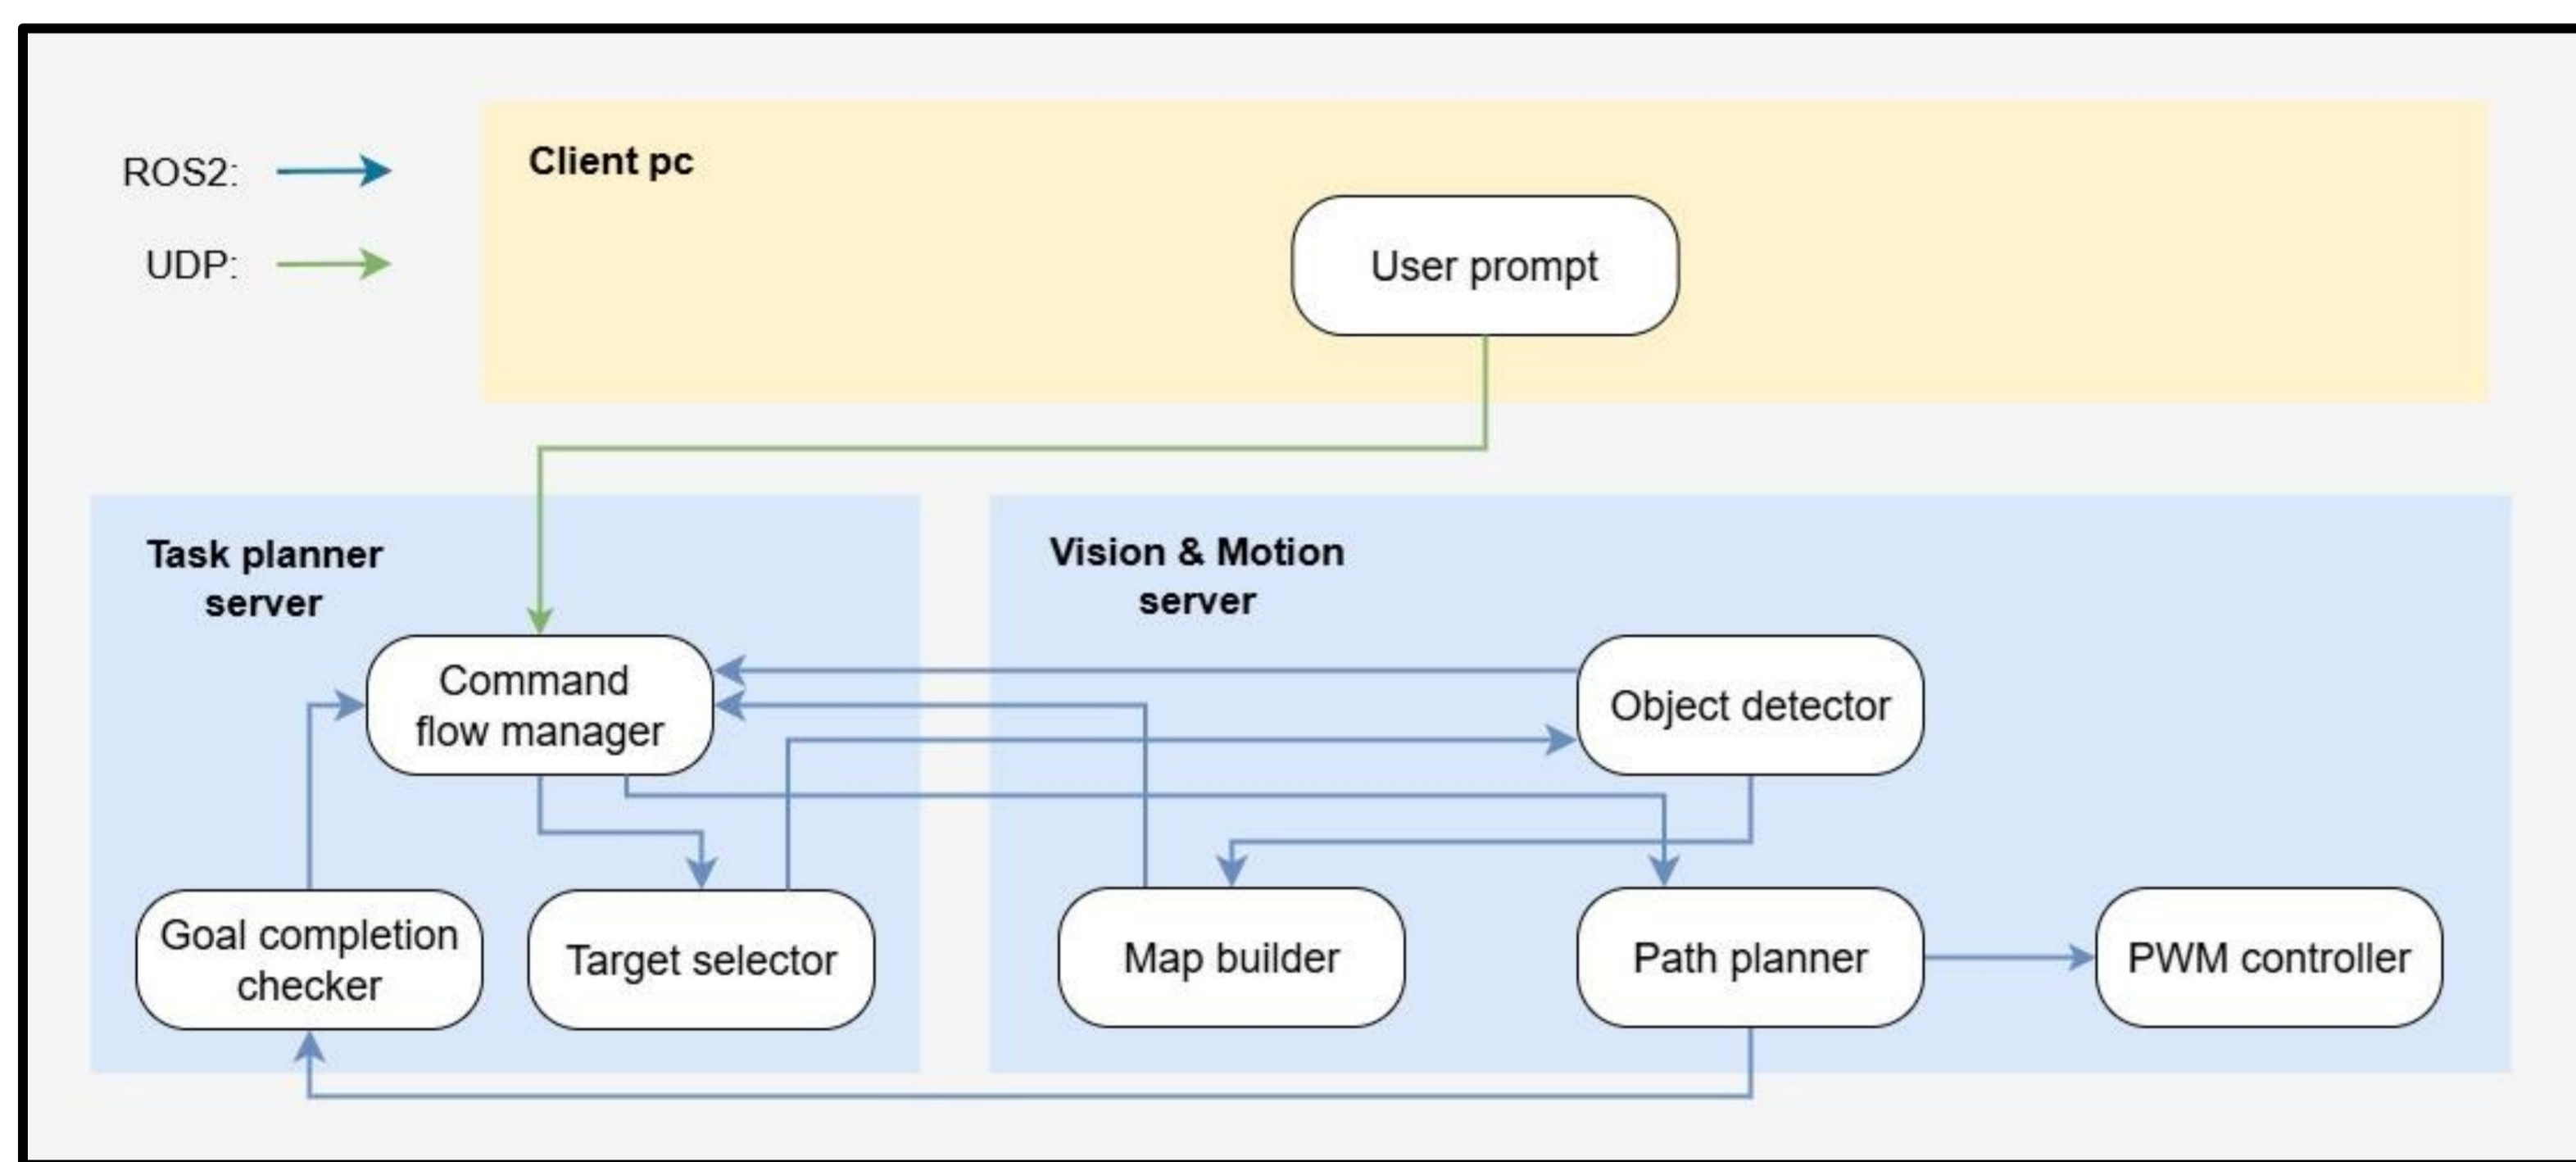 ROS2:
UDP:
Client pc
User prompt
Task planner
server
Vision & Motion
server
Command
flow manager
Object detector
Goal completion
checker
Target selector
Map builder
Path planner
PWM controller